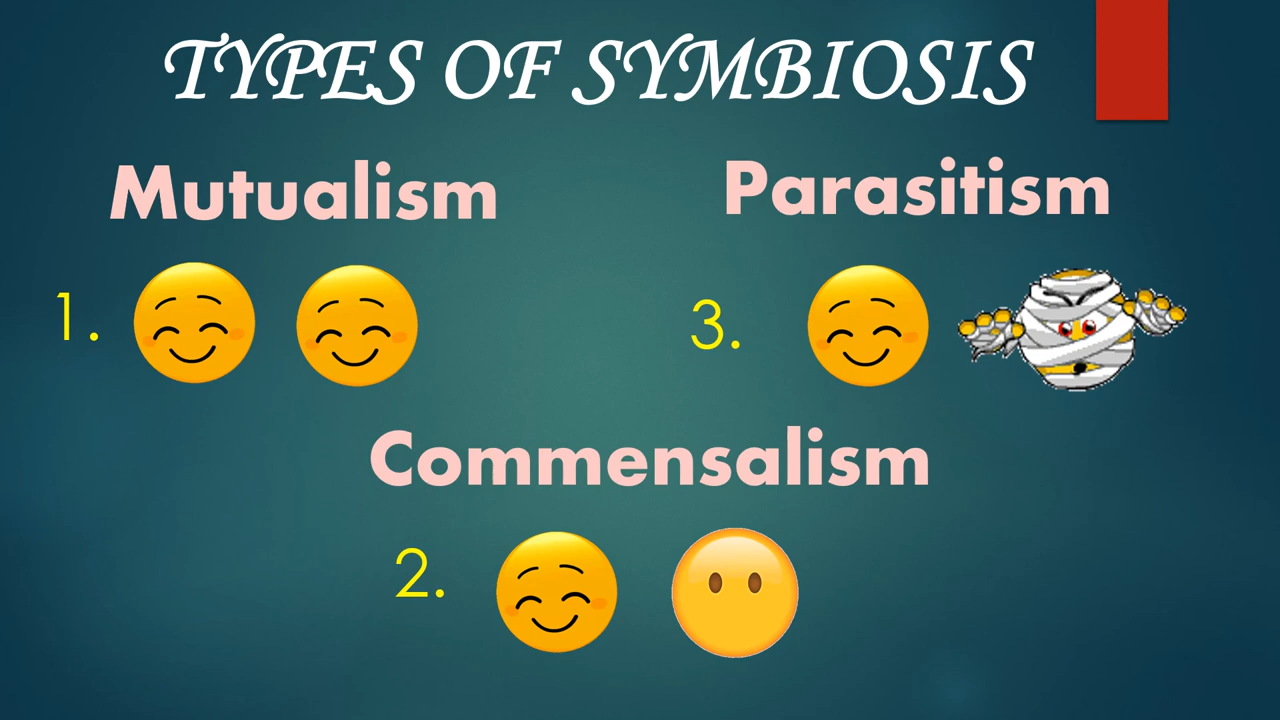 TYPES OF SYMBIOSIS
Mutualism
1.
Parasitism
3.
Commensalism
2.